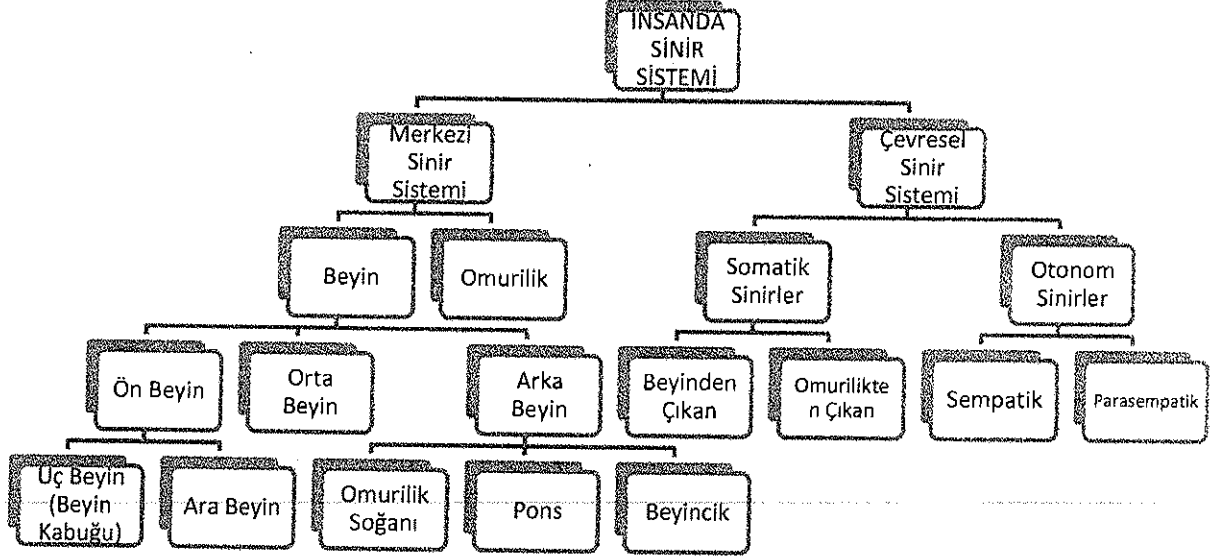 İNSANDA
SİNİR
SİSTEMİ
Merkezi
Sinir
Sistemi
Çevresel
Sinir
Sistemi
Beyin
Omurilik
Somatik
Sinirler
Otonom
Sinirler
Ön Beyin
Orta
Beyin
Arka
Beyin
Beyinden
Çıkan
Omurilikte
n Çıkan
Sempatik
Parasempatik
Uç Beyin
(Beyin
Kabuğu)
Ara Beyin
Omurilik
Soğanı
Pons
Beyincik